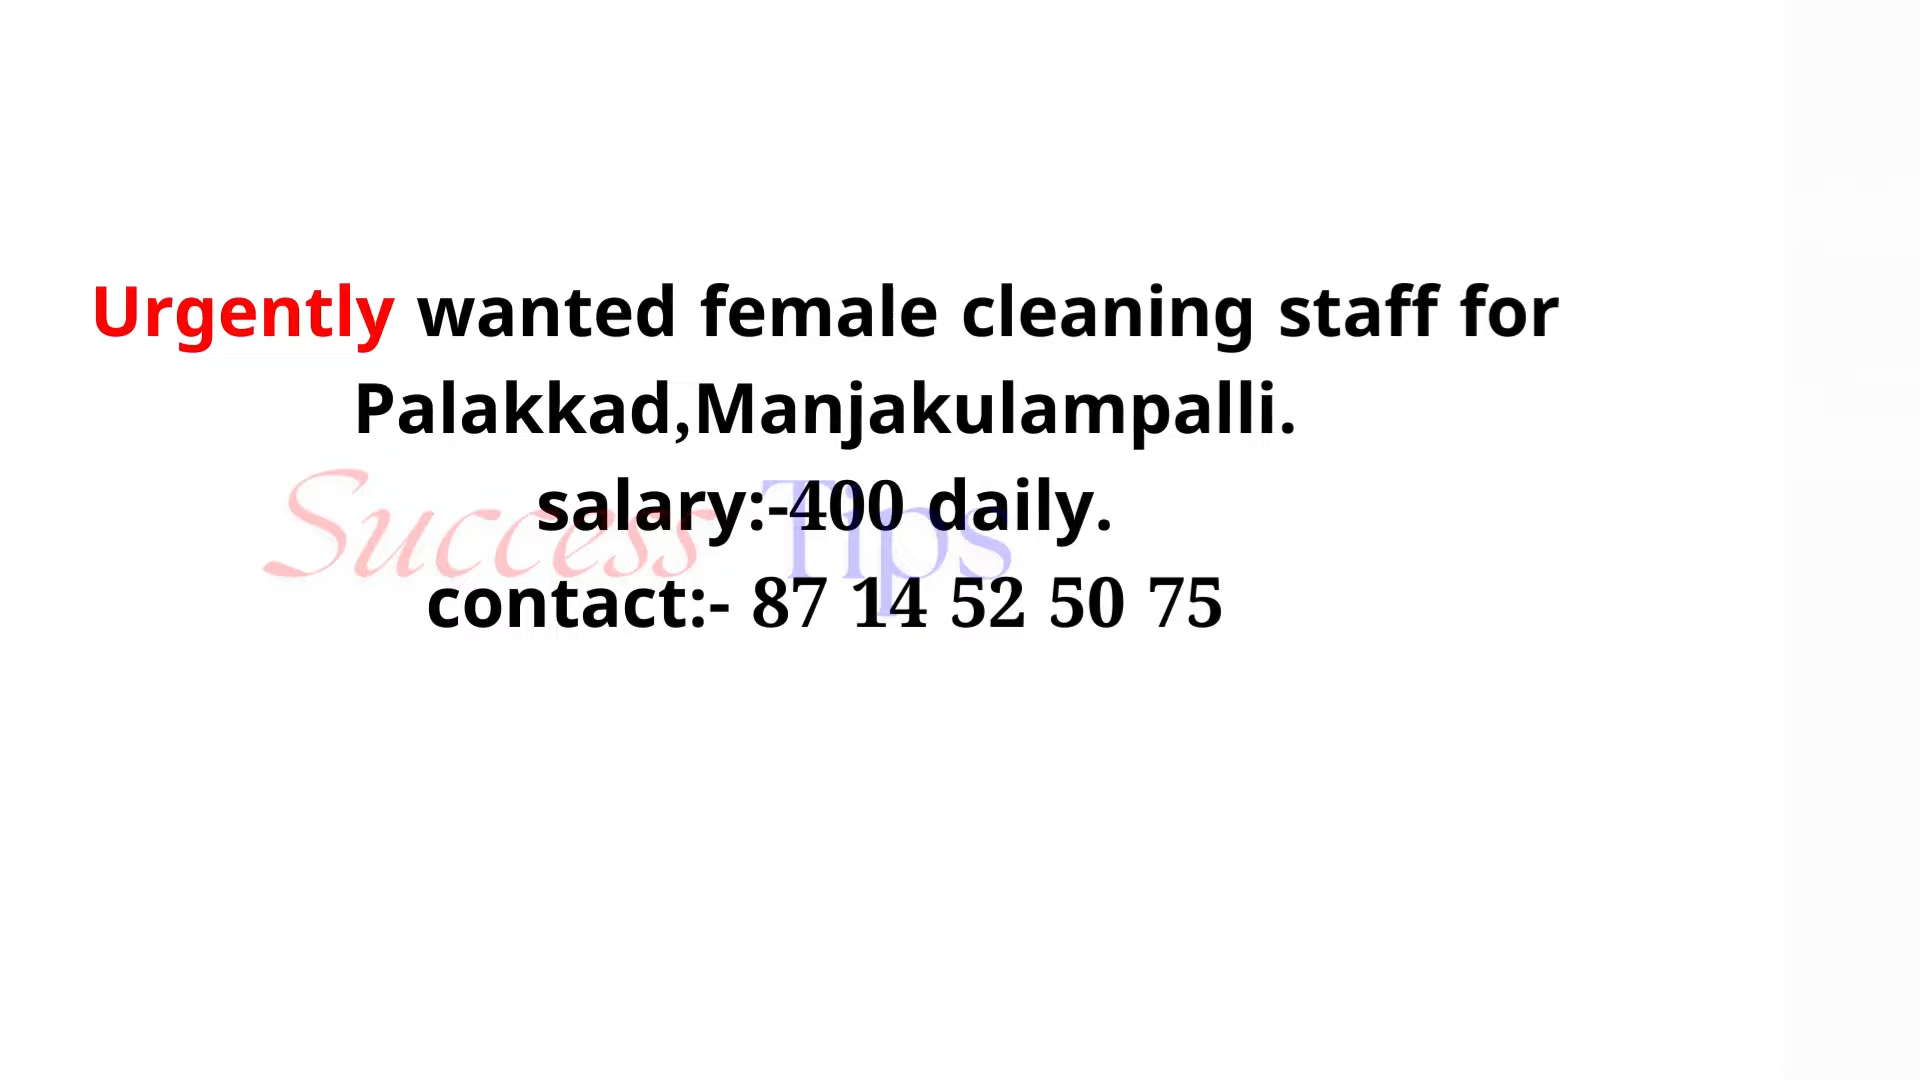 Urgently wanted female cleaning staff for
Palakkad,Manjakulampalli.
salary:-400 daily.
Success Tips
contact:- 87 14 52 50 75